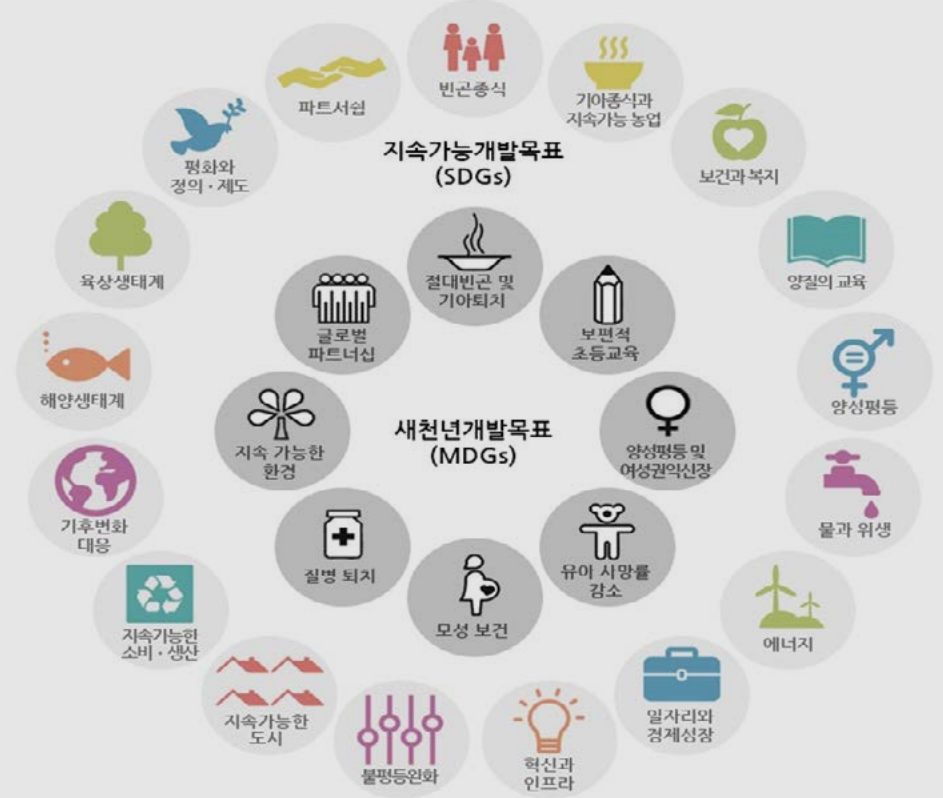 빈곤종식
기아종식과
지속가능 농업
보건과 복지
양질의 교육
양성평등
물과 위생
에너지
일자리와
경제성장
혁신과
인프라
불평등완화
지속가능한
도시
지속가능한
소비·생산
기후변화
대응
해양생태계
육상생태계
평화와
정의·제도
파트서쉽
지속가능개발목표
(SDGs)
절대빈곤 및
기아퇴치
보편적
초등교육
양성평등 및
여성권익신장
유아 사망률
감소
모성 보건
질병 퇴치
지속 가능한
환경
글로벌
파트너십
새천년개발목표
(MDGs)